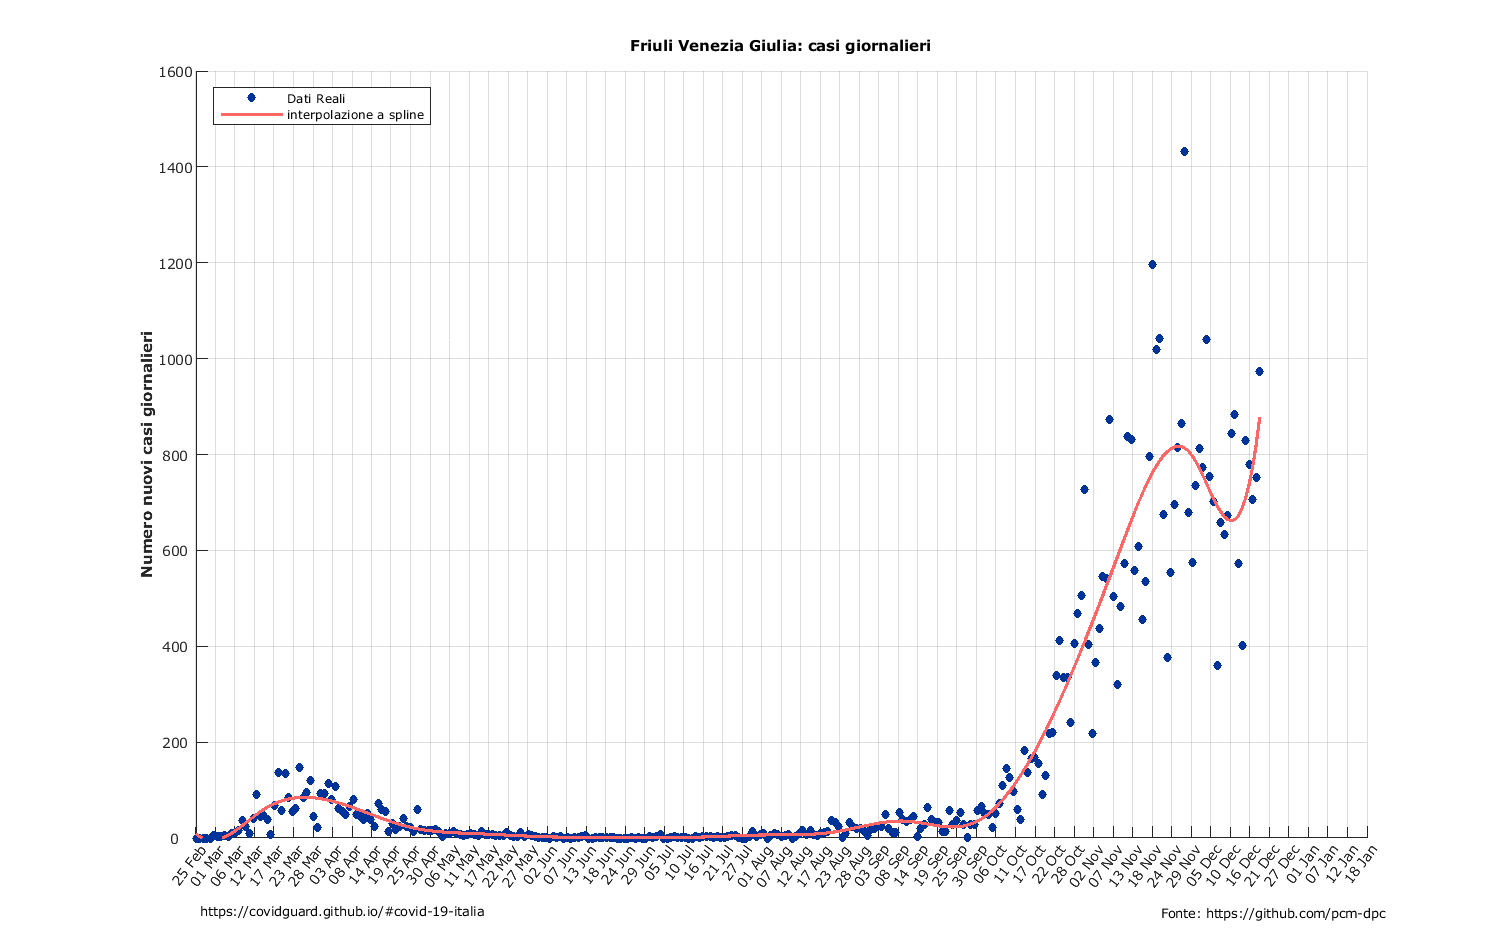 Friuli Venezia Giulia: casi giornalieri
Dati Reali
interpolazione a spline
Numero nuovi casi giornalieri
1600
1400
1200
1000
800
600
400
200
0
25 Feb
01 Mar
06 Mar
12 Mar
17 Mar
23 Mar
28 Mar
03 Apr
08 Apr
14 Apr
19 Apr
25 Apr
30 Apr
06 May
11 May
17 May
22 May
27 May
02 Jun
07 Jun
13 Jun
18 Jun
24 Jun
29 Jun
05 Jul
10 Jul
16 Jul
21 Jul
27 Jul
01 Aug
07 Aug
12 Aug
17 Aug
23 Aug
28 Aug
03 Sep
08 Sep
14 Sep
19 Sep
25 Sep
30 Sep
06 Oct
11 Oct
17 Oct
22 Oct
28 Oct
02 Nov
07 Nov
13 Nov
18 Nov
24 Nov
29 Nov
05 Dec
10 Dec
16 Dec
21 Dec
27 Dec
01 Jan
07 Jan
12 Jan
18 Jan
https://covidguard.github.io/#covid-19-italia
Fonte: https://github.com/pcm-dpc